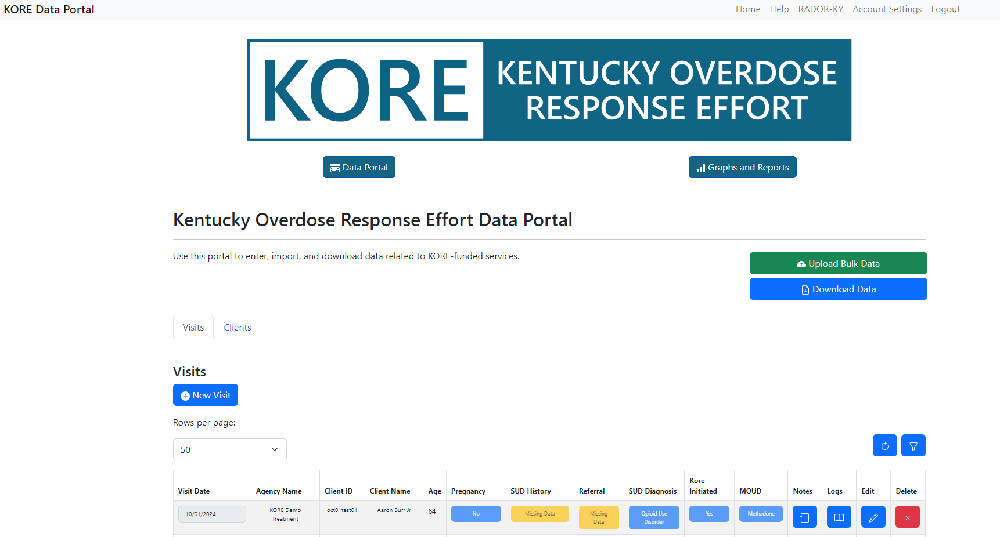 KORE Data Portal
Home Help RADOR-KY Account Settings Logout
KORE
KENTUCKY OVERDOSE
RESPONSE EFFORT
Data Portal
Graphs and Reports
Kentucky Overdose Response Effort Data Portal
Use this portal to enter, import, and download data related to KORE-funded services.
Upload Bulk Data
Download Data
Visits Clients
Visits
New Visit
Rows per page:
50
Visit Date Agency Name Client ID Client Name Age Pregnancy SUD History Referral SUD Diagnosis Kore Initiated MOUD Notes Logs Edit Delete
10/01/2024 KORE Demo Treatment oct01test01 Aaron Burr Jr 64 No Missing Data Missing Data Opioid Use Disorder Yes Methadone